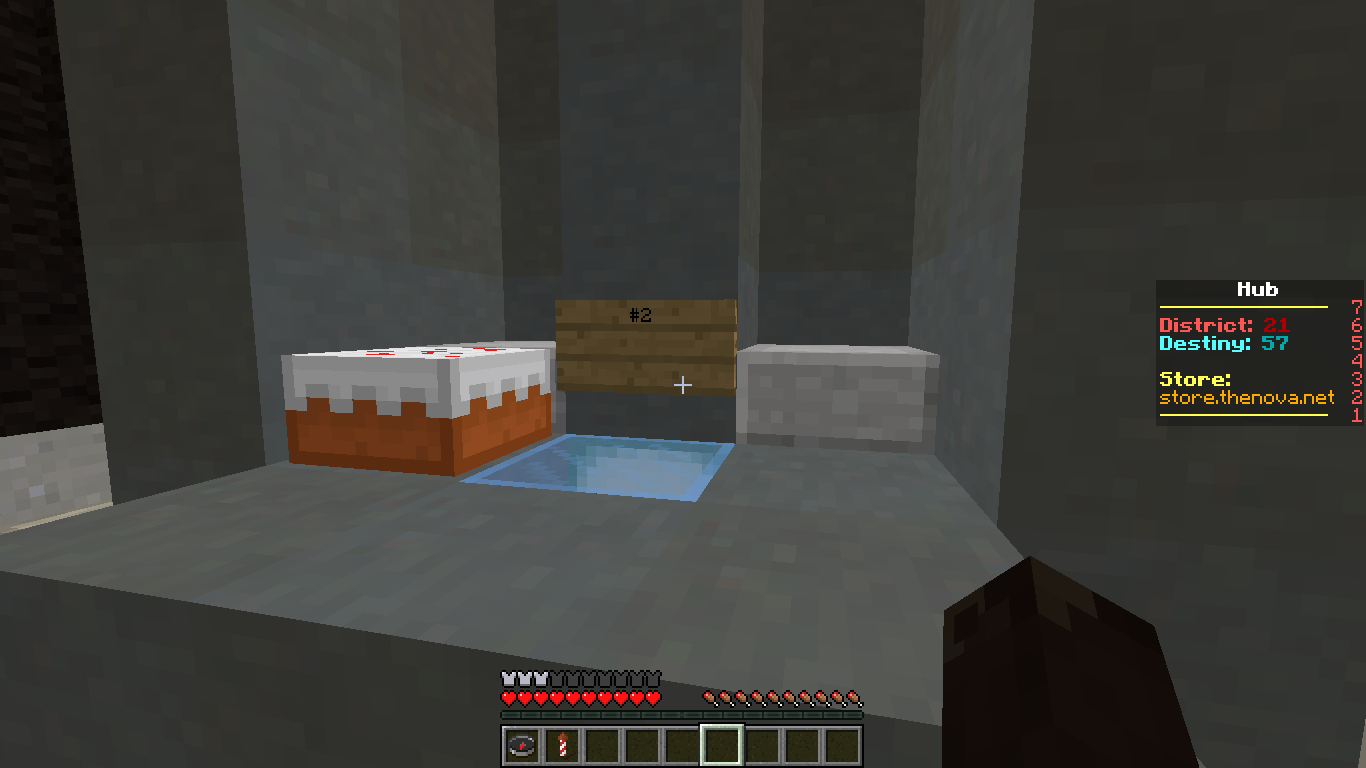 #2
Hub
7
District: 21 6
Destiny: 57 5
4
Store: 3
store.thenova.net 2
1